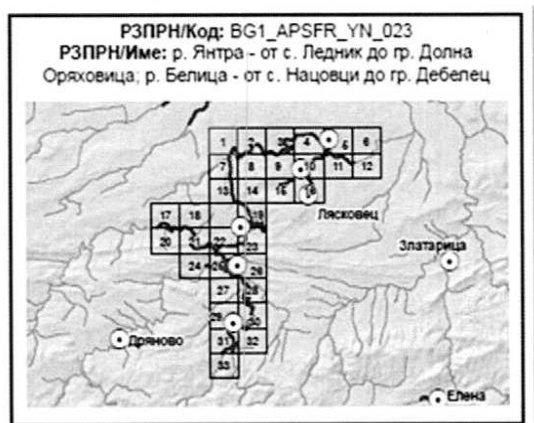 РЗПРН/Код: BG1_APSFR_YN_023
РЗПРН/Име: р. Янтра - от с. Ледник до гр. Долна
Оряховица; р. Белица - от с. Нацовци до гр. Дебелец
1 2 3 4 5 6
7 8 9 10 11 12
13 14 15 16
Лясковец
17 18 19
20 21 22 23
Златарица
24 25 26
27 28
29 30
Дряново
31 32
33
Елена